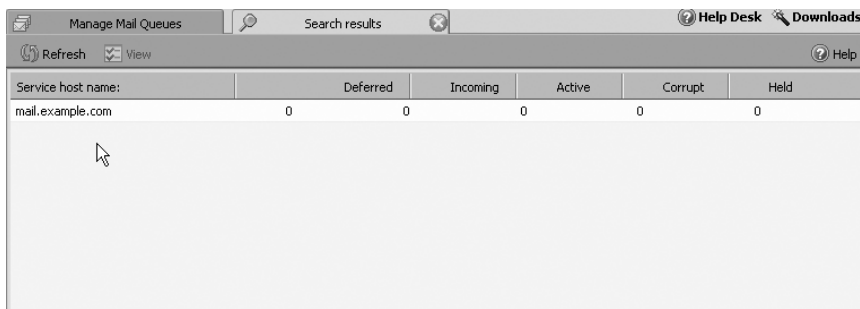 Manage Mail Queues Search results Help Desk Downloads
Refresh View Help
Service host name: Deferred Incoming Active Corrupt Held
mail.example.com 0 0 0 0 0